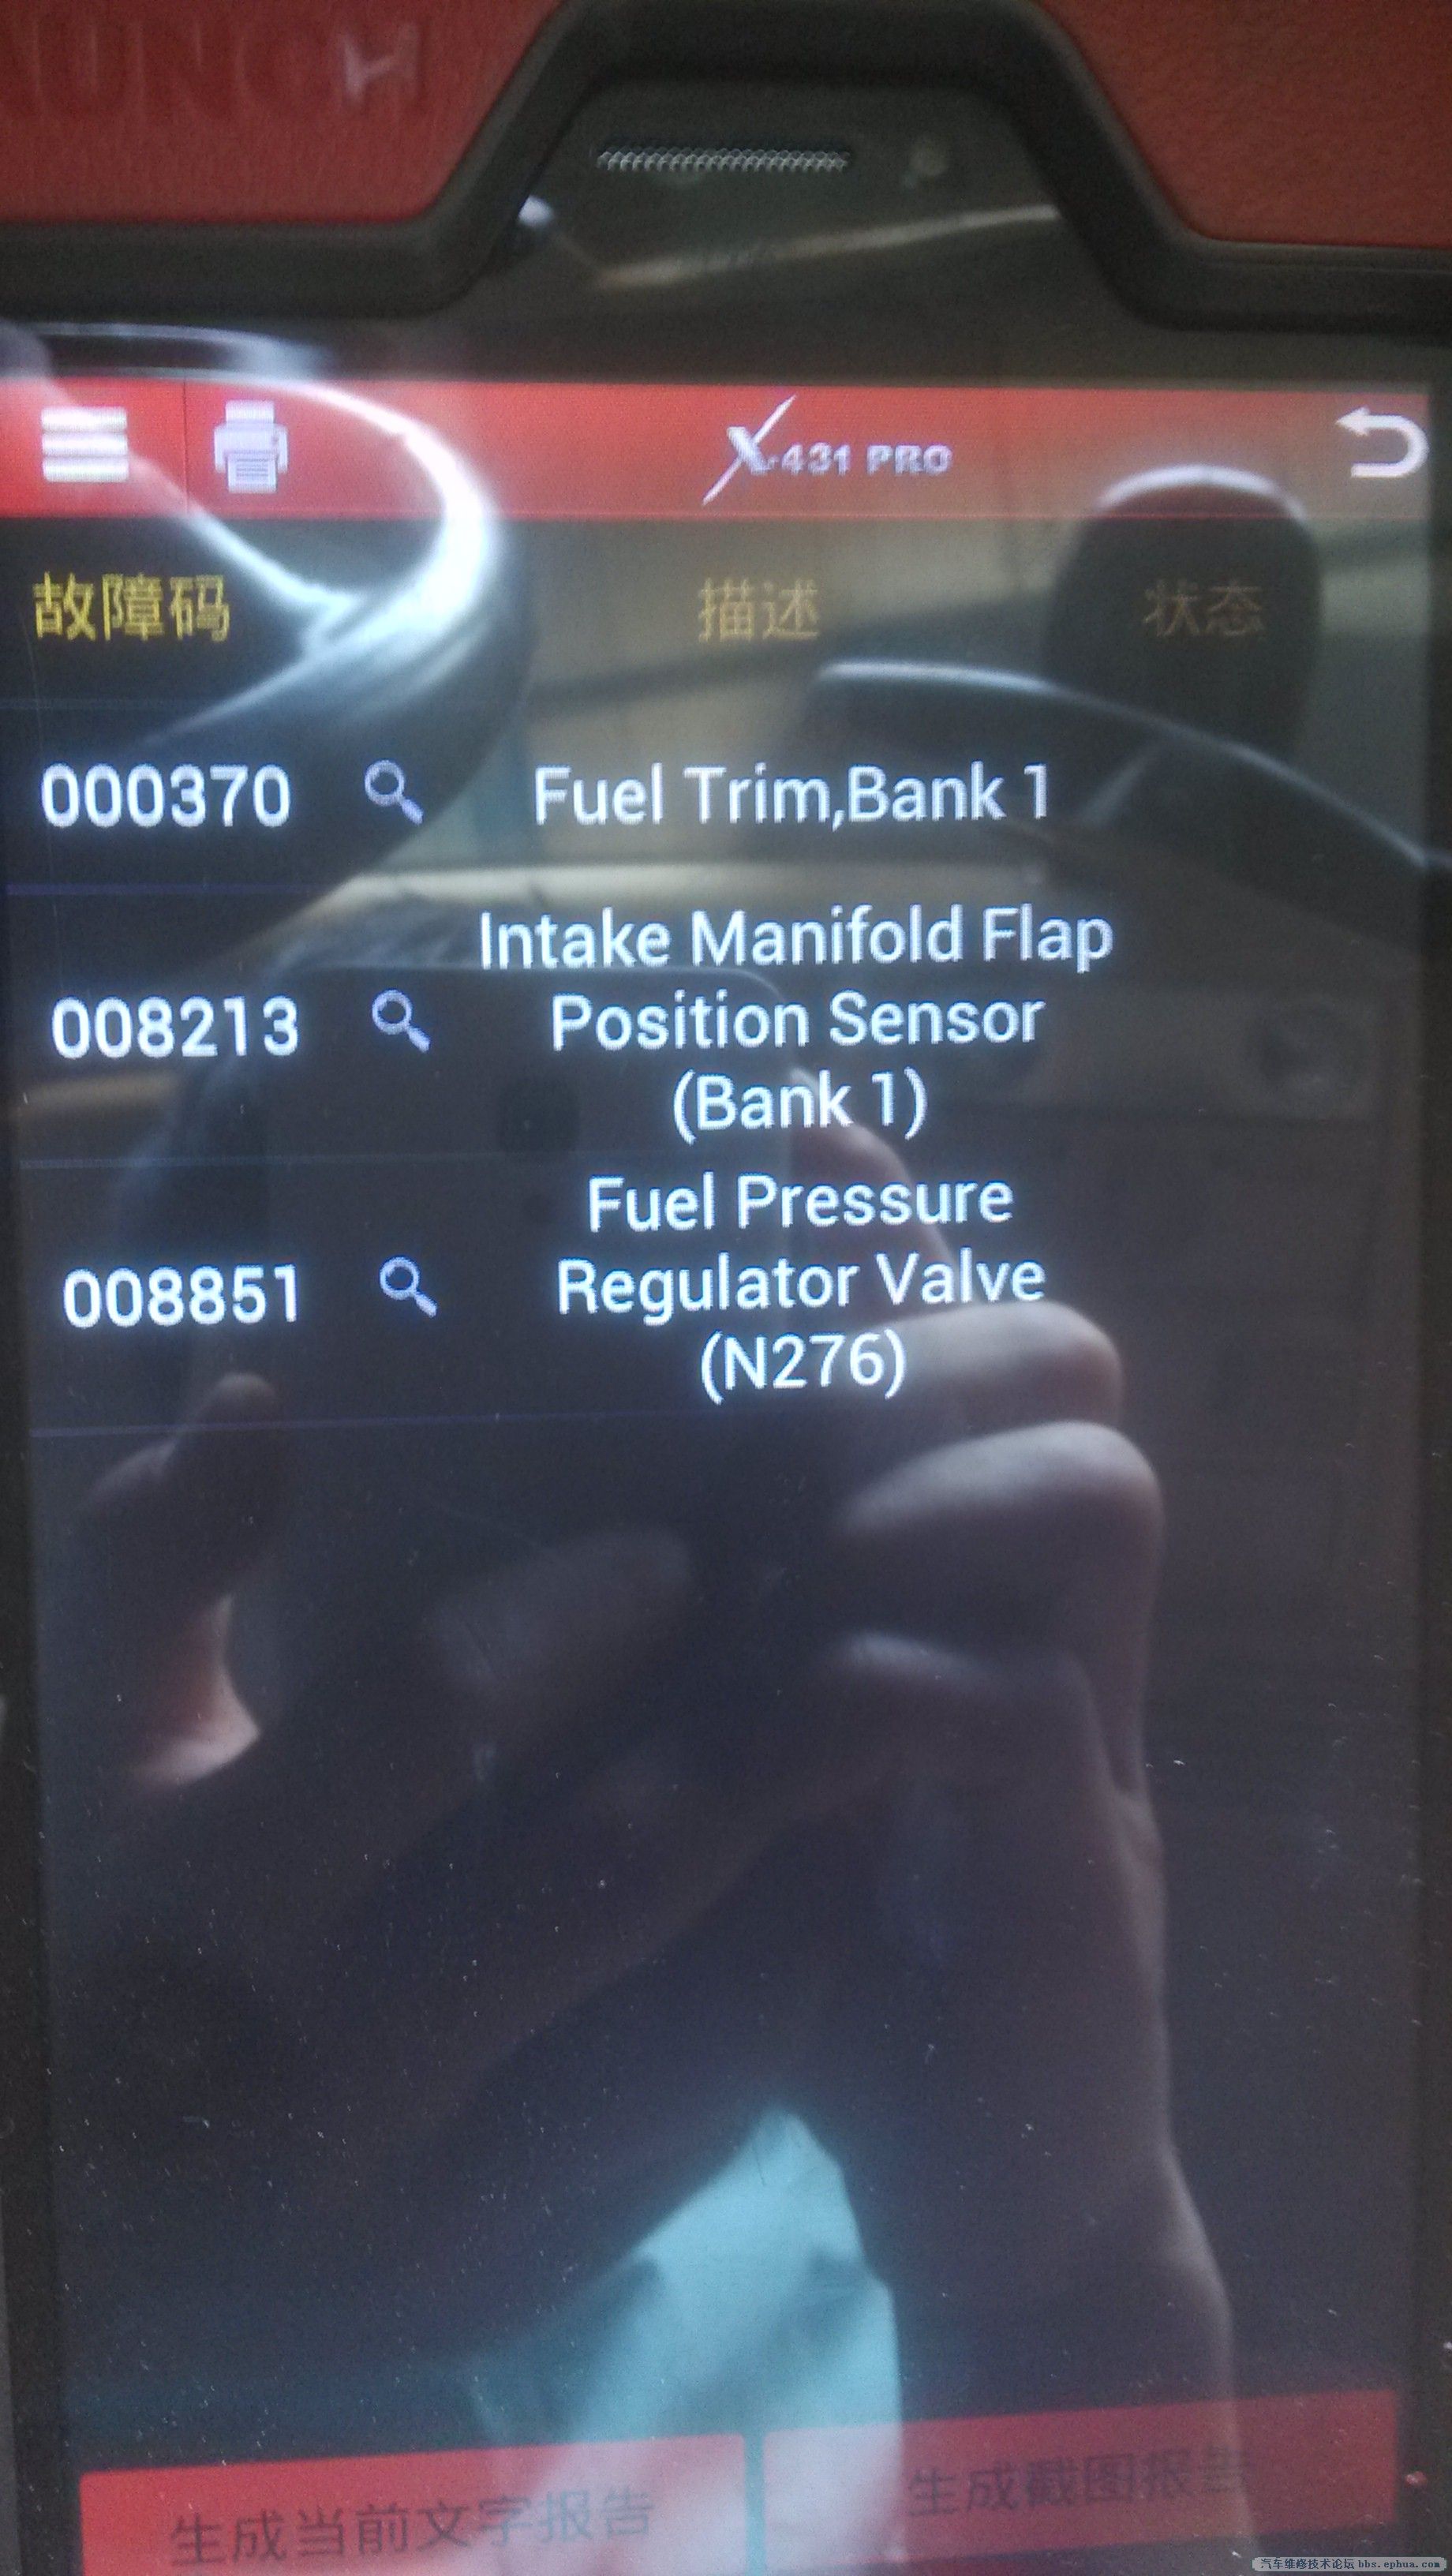 LAUNCH
X-431 PRO
故障码 描述 状态
000370 Fuel Trim,Bank 1
Intake Manifold Flap
008213 Position Sensor
(Bank 1)
Fuel Pressure
008851 Regulator Valve
(N276)
生成当前文字报告 生成截图报告
汽车维修技术论坛 bbs.ephua.com